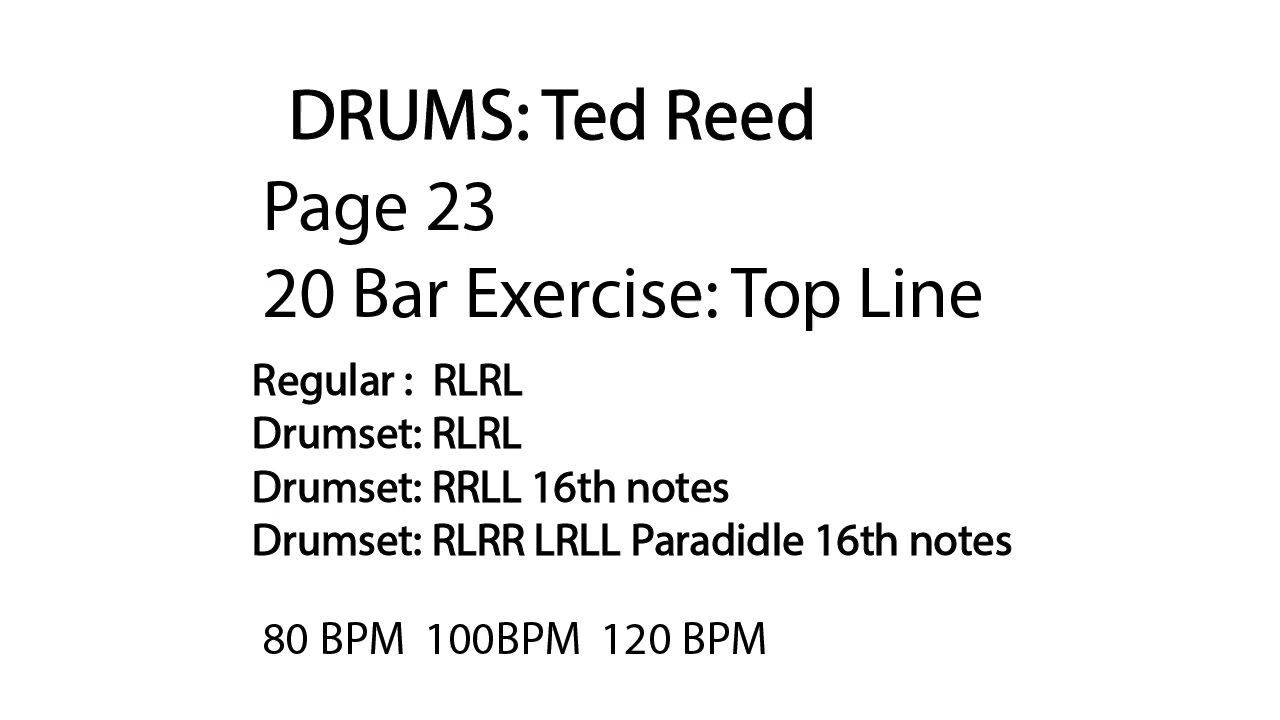 DRUMS: Ted Reed
Page 23
20 Bar Exercise: Top Line
Regular : RLRL
Drumset: RLRL
Drumset: RRLL 16th notes
Drumset: RLRR LRLL Paradidle 16th notes
80 BPM 100BPM 120 BPM